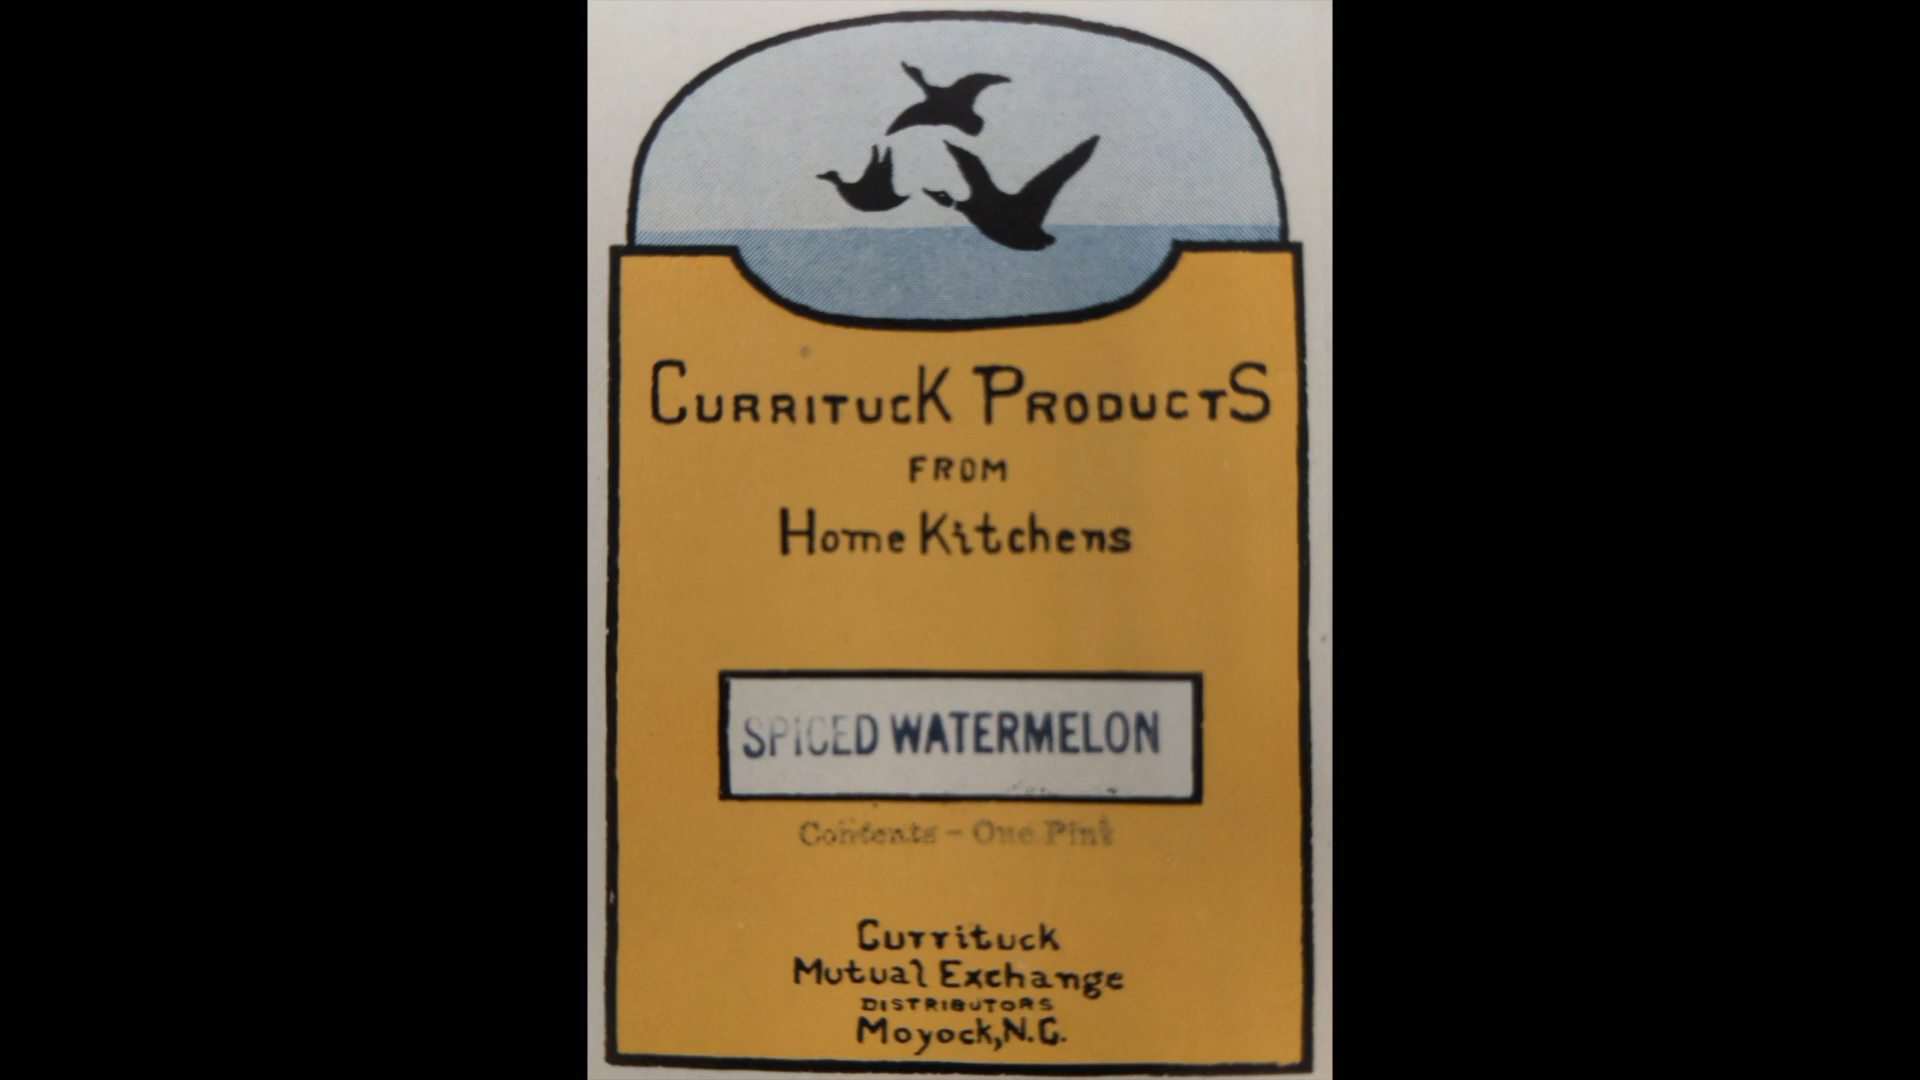 Currituck Products
FROM
Home Kitchens
SPICED WATERMELON
Contents - One Pint
Currituck
Mutual Exchange
DISTRIBUTORS
Moyock, N.C.